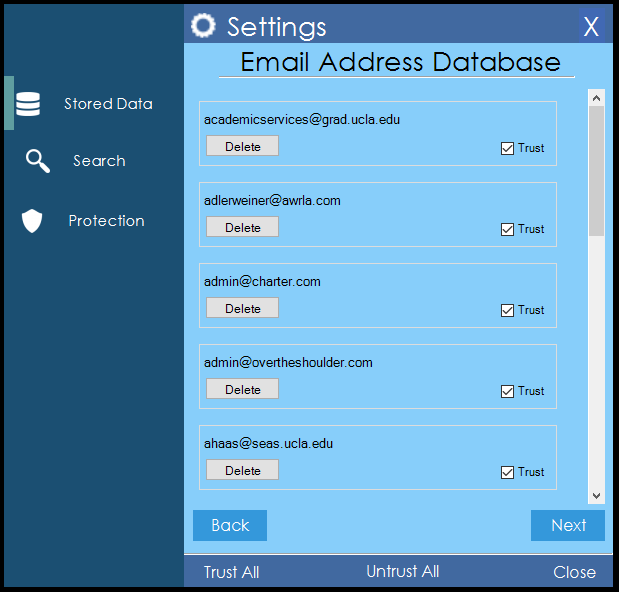 Settings
X
Email Address Database
Stored Data
Search
Protection
academicservices@grad.ucla.edu
Delete
Trust
adlerweiner@awrla.com
Delete
Trust
admin@charter.com
Delete
Trust
admin@overtheshoulder.com
Delete
Trust
ahaas@seas.ucla.edu
Delete
Trust
Back
Next
Trust All
Untrust All
Close